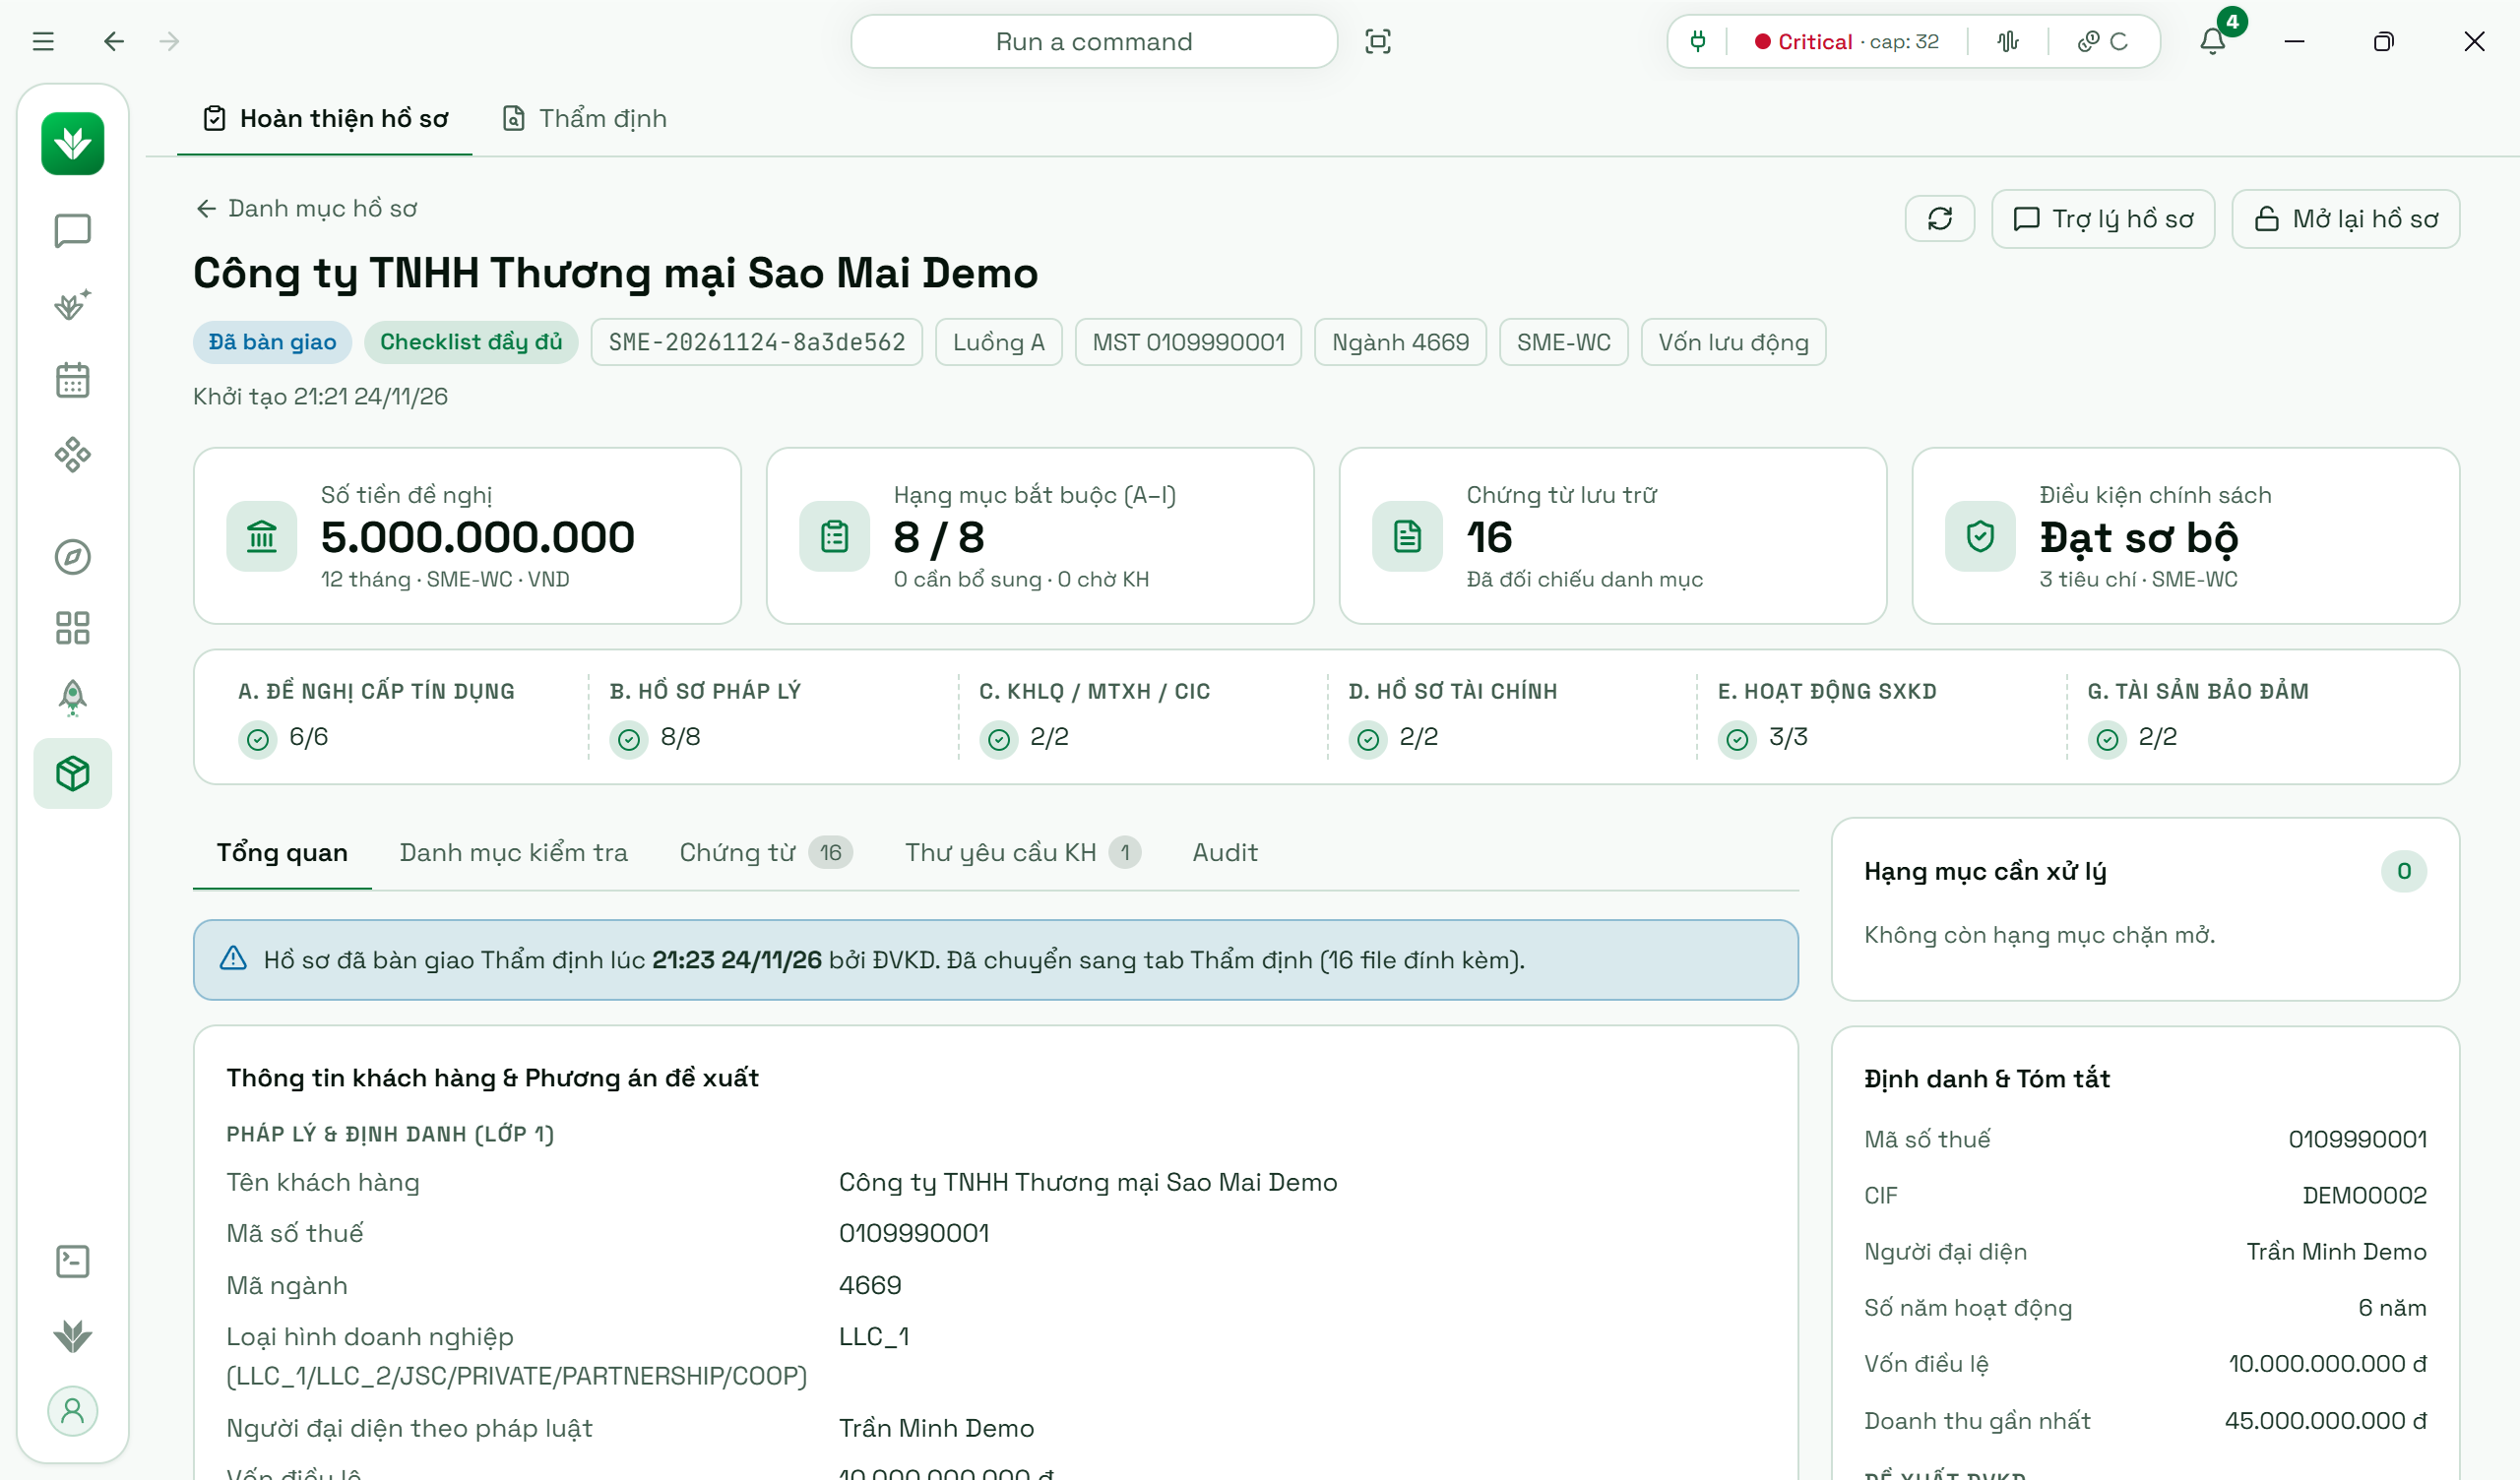 Run a command
Critical · cap: 32
4
Hoàn thiện hồ sơ
Thẩm định
Danh mục hồ sơ
Trợ lý hồ sơ
Mở lại hồ sơ
Công ty TNHH Thương mại Sao Mai Demo
Đã bàn giao
Checklist đầy đủ
SME-20261124-8a3de562
Luồng A
MST 0109990001
Ngành 4669
SME-WC
Vốn lưu động
Khởi tạo 21:21 24/11/26
Số tiền đề nghị
5.000.000.000
12 tháng · SME-WC · VND
Hạng mục bắt buộc (A–I)
8 / 8
0 cần bổ sung · 0 chờ KH
Chứng từ lưu trữ
16
Đã đối chiếu danh mục
Điều kiện chính sách
Đạt sơ bộ
3 tiêu chí · SME-WC
A. ĐỀ NGHỊ CẤP TÍN DỤNG
6/6
B. HỒ SƠ PHÁP LÝ
8/8
C. KHLQ / MTXH / CIC
2/2
D. HỒ SƠ TÀI CHÍNH
2/2
E. HOẠT ĐỘNG SXKD
3/3
G. TÀI SẢN BẢO ĐẢM
2/2
Tổng quan
Danh mục kiểm tra
Chứng từ 16
Thư yêu cầu KH 1
Audit
Hồ sơ đã bàn giao Thẩm định lúc 21:23 24/11/26 bởi ĐVKD. Đã chuyển sang tab Thẩm định (16 file đính kèm).
Thông tin khách hàng & Phương án đề xuất
PHÁP LÝ & ĐỊNH DANH (LỚP 1)
Tên khách hàng
Công ty TNHH Thương mại Sao Mai Demo
Mã số thuế
0109990001
Mã ngành
4669
Loại hình doanh nghiệp
(LLC_1/LLC_2/JSC/PRIVATE/PARTNERSHIP/COOP)
LLC_1
Người đại diện theo pháp luật
Trần Minh Demo
Vốn điều lệ
10.000.000.000 đ
Hạng mục cần xử lý
0
Không còn hạng mục chặn mở.
Định danh & Tóm tắt
Mã số thuế
0109990001
CIF
DEMO0002
Người đại diện
Trần Minh Demo
Số năm hoạt động
6 năm
Vốn điều lệ
10.000.000.000 đ
Doanh thu gần nhất
45.000.000.000 đ
ĐỀ XUẤT ĐVKD